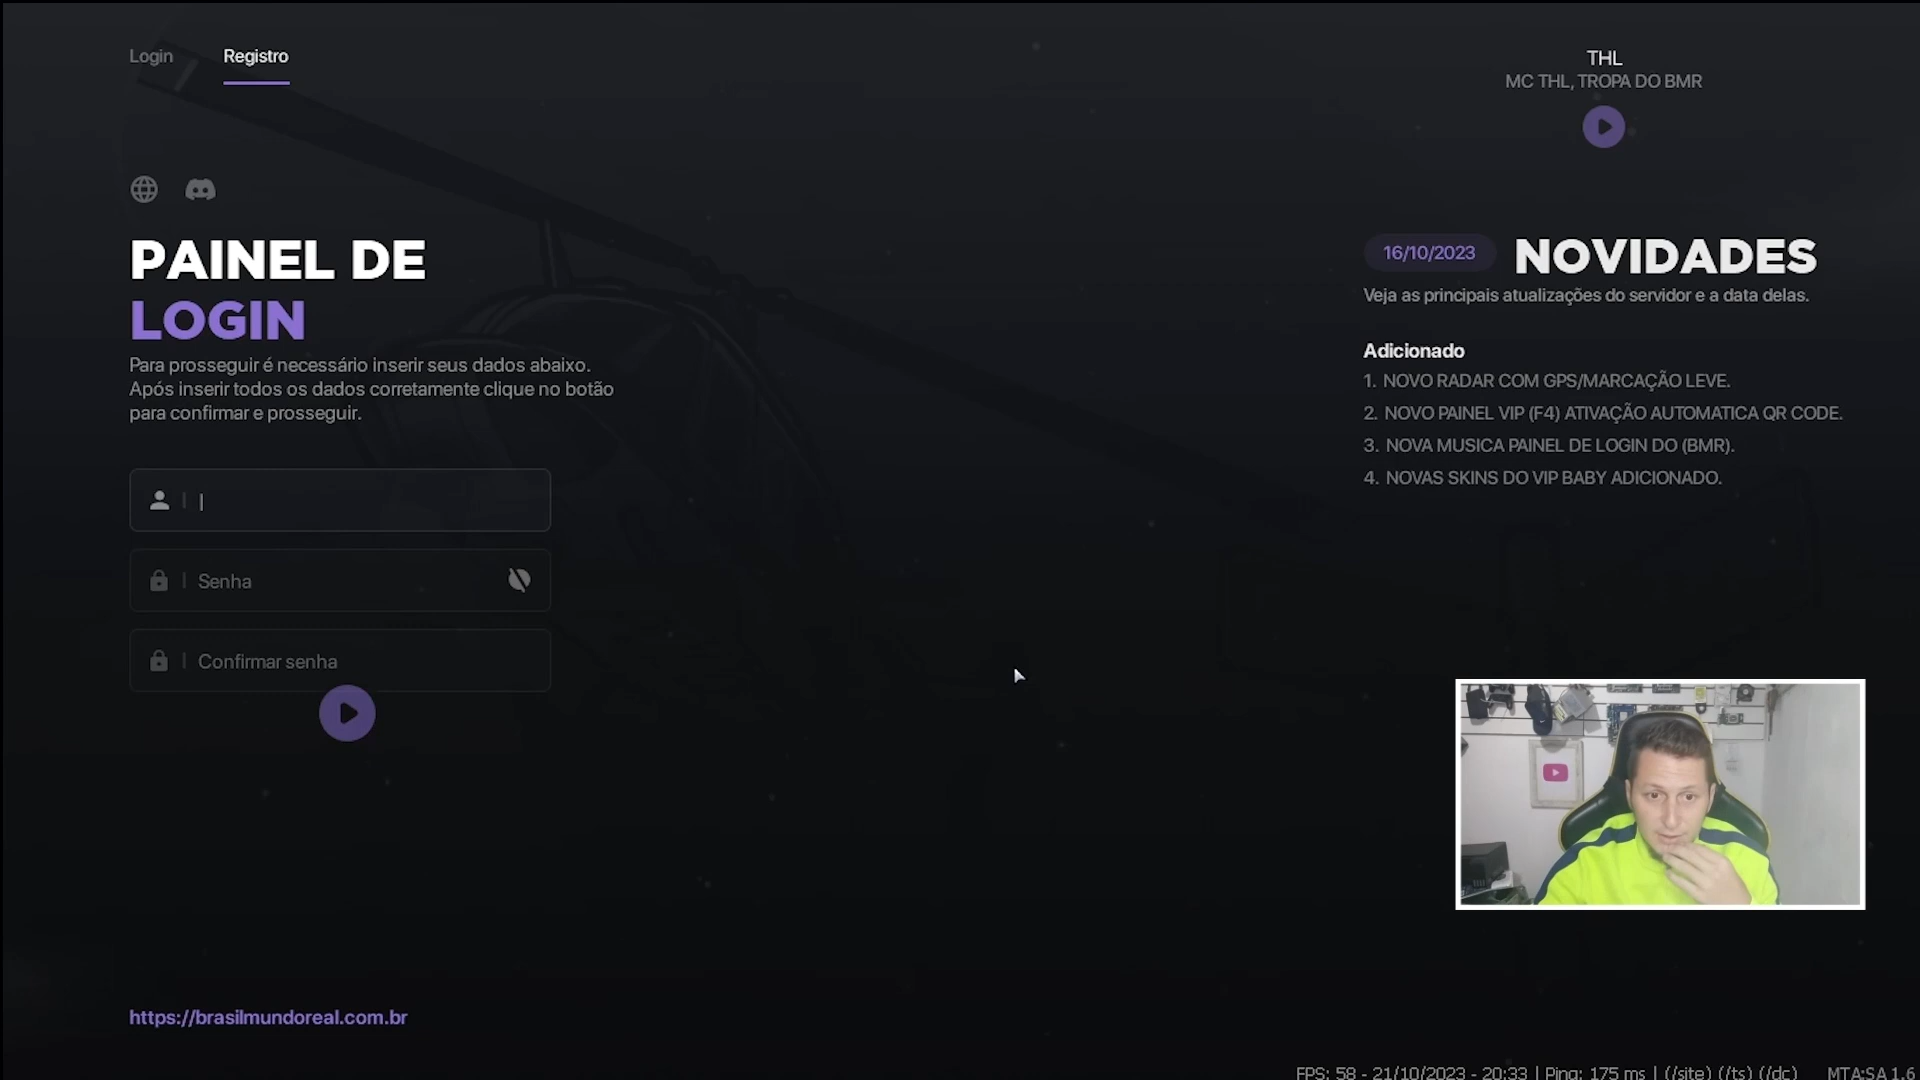 Login
Registro
THL
MC THL, TROPA DO BMR
PAINEL DE
LOGIN
Para prosseguir é necessário inserir seus dados abaixo.
Após inserir todos os dados corretamente clique no botão
para confirmar e prosseguir.
Senha
Confirmar senha
16/10/2023
NOVIDADES
Veja as principais atualizações do servidor e a data delas.
Adicionado
1. NOVO RADAR COM GPS/MARCAÇÃO LEVE.
2. NOVO PAINEL VIP (F4) ATIVAÇÃO AUTOMATICA QR CODE.
3. NOVA MUSICA PAINEL DE LOGIN DO (BMR).
4. NOVAS SKINS DO VIP BABY ADICIONADO.
https://brasilmundoreal.com.br
FPS: 58 - 21/10/2023 - 20:33 | Ping: 175 ms | (/site) (/ts) (/dc)
MTA:SA 1.6